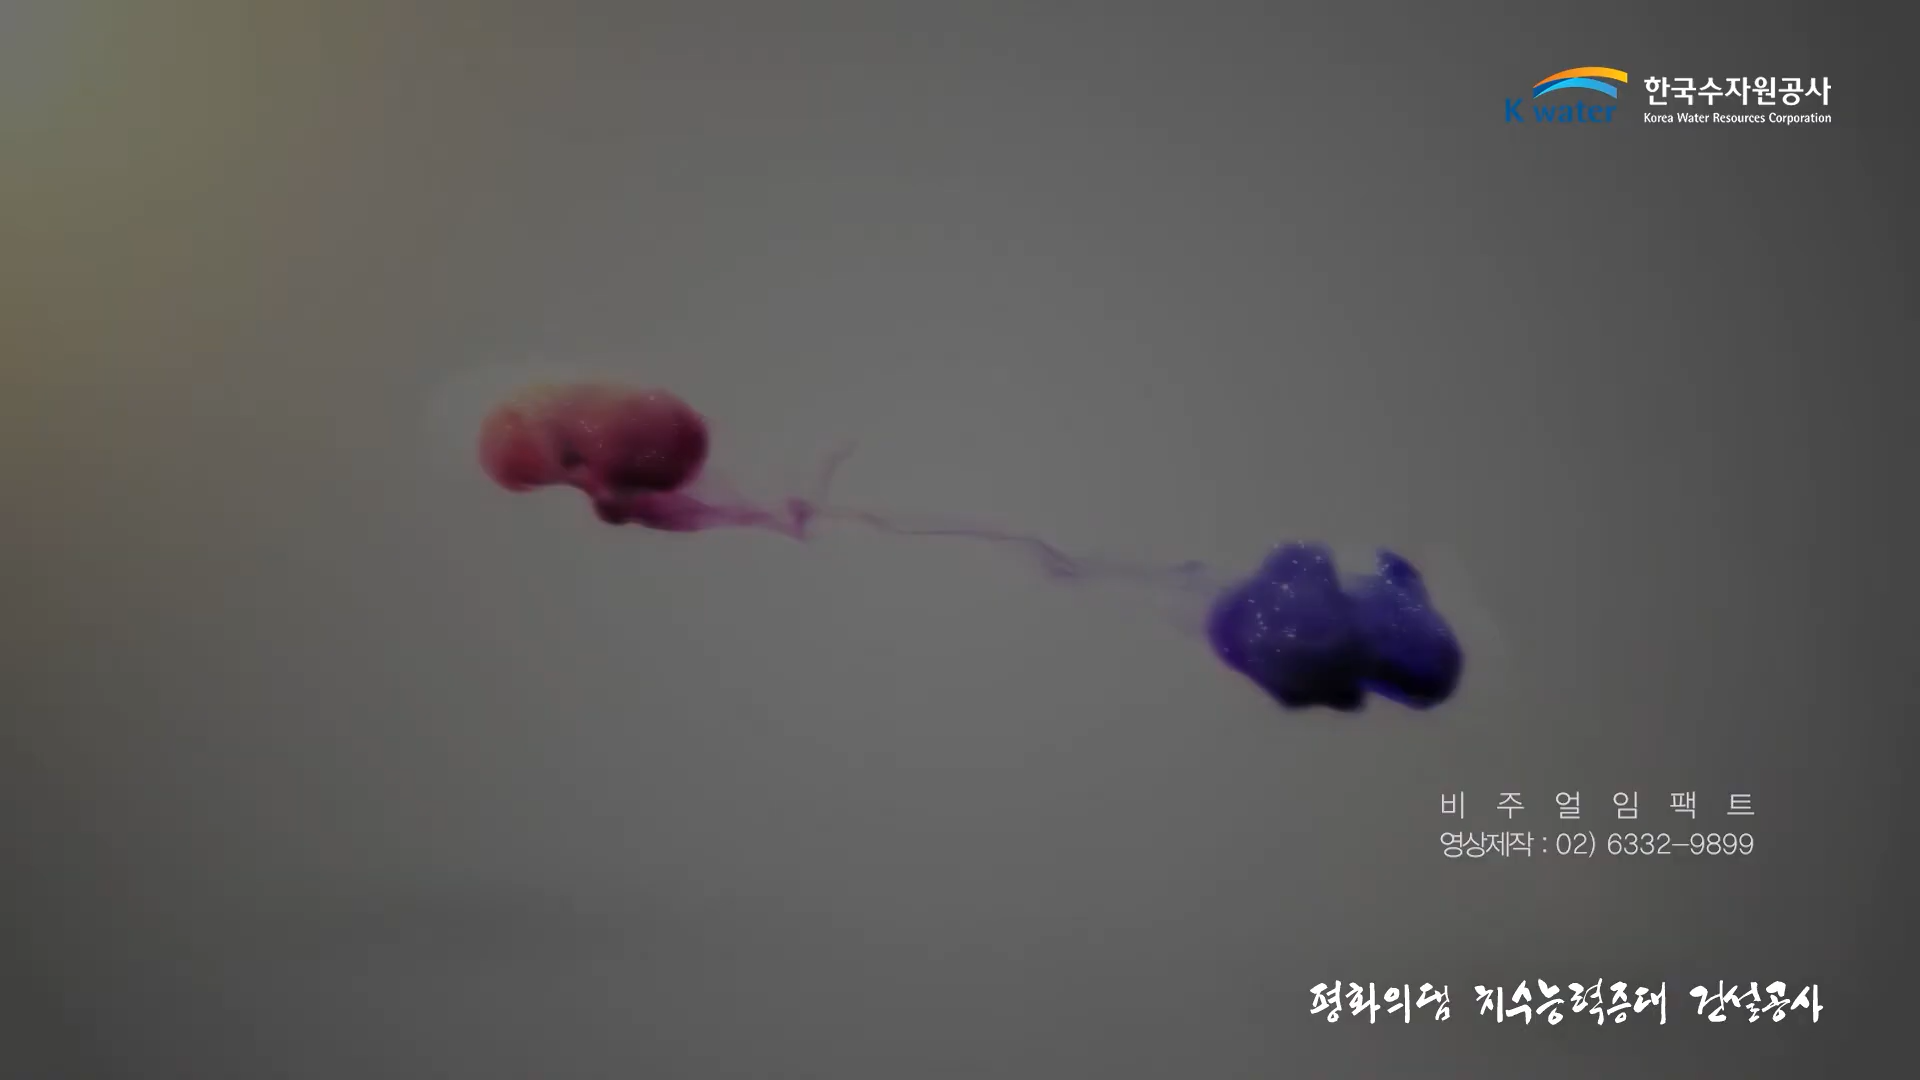 K water
한국수자원공사
Korea Water Resources Corporation
비주얼임팩트
영상제작 : 02) 6332-9899
평화의댐 치수능력증대 건설공사